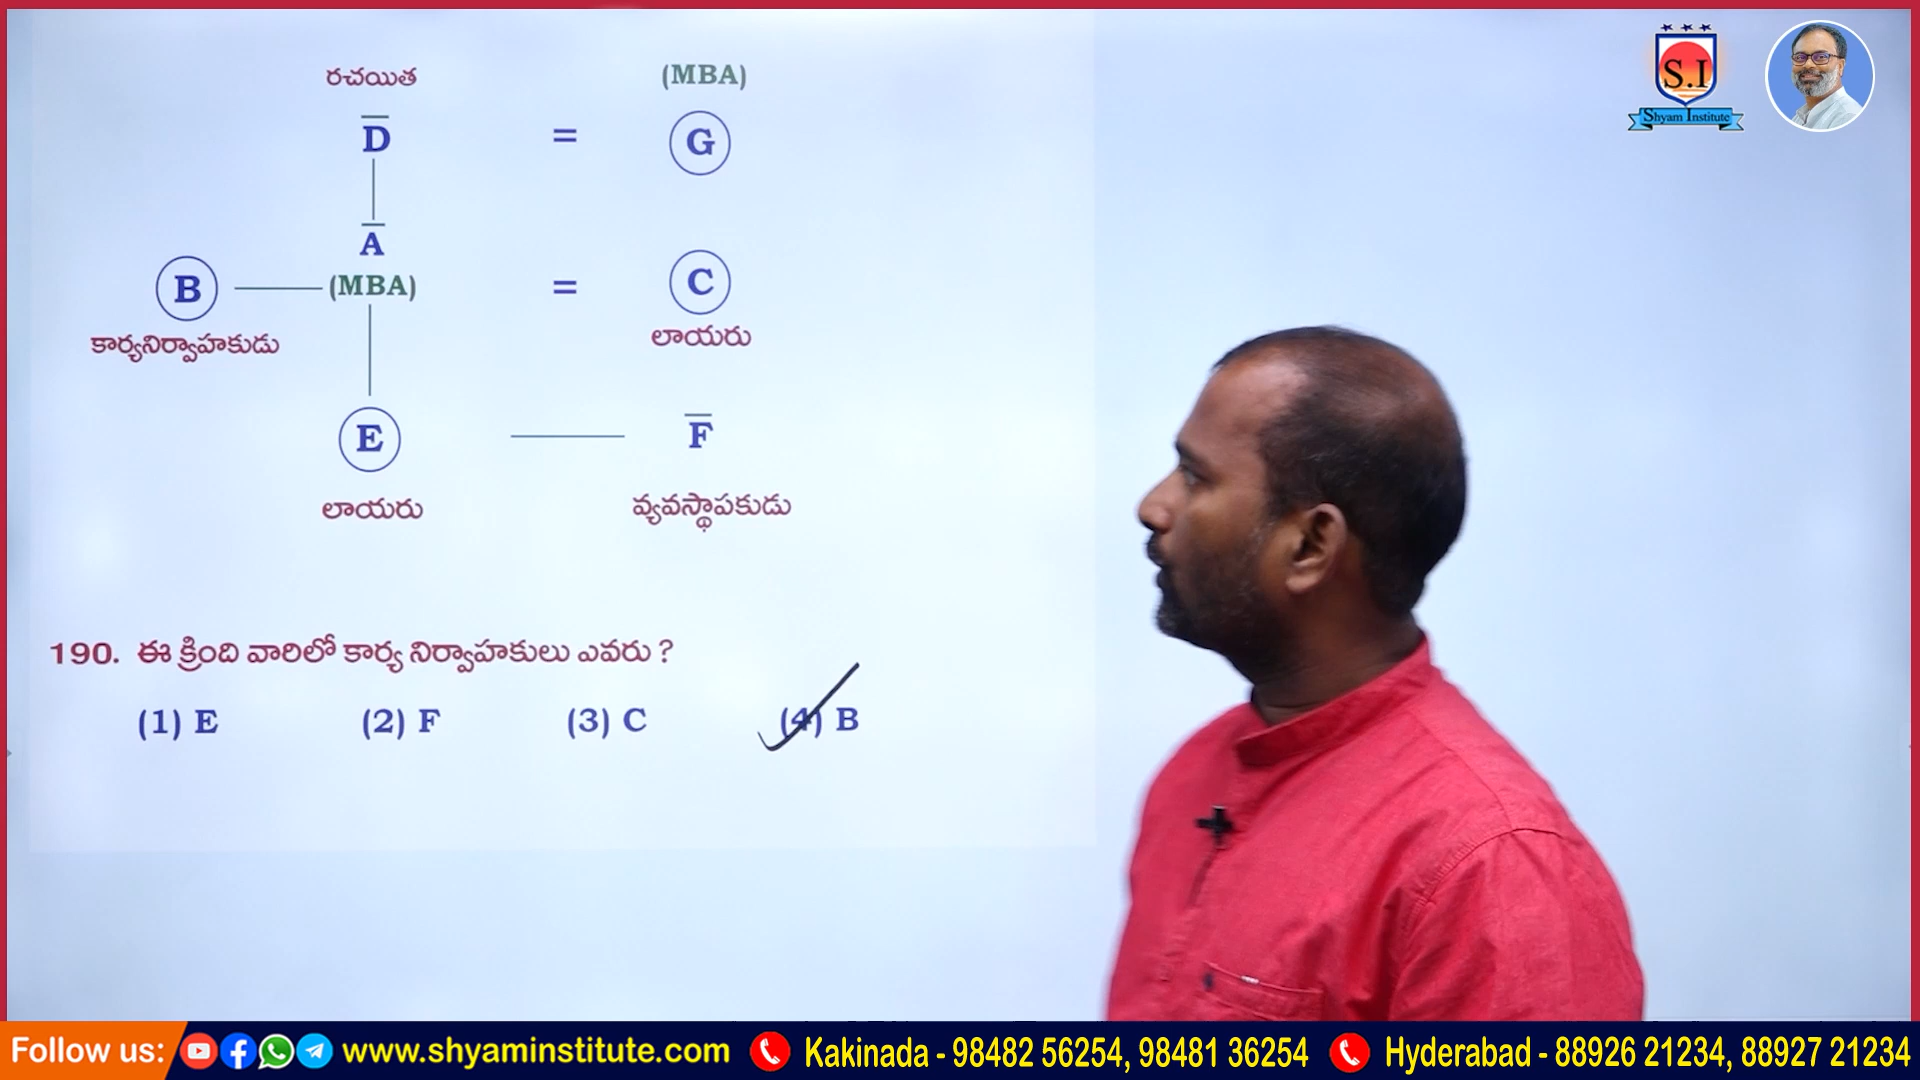 రచయిత (MBA)
D = G
A
B (MBA) = C
కార్యనిర్వాహకుడు లాయరు
E F
లాయరు వ్యవస్థాపకుడు
190. ఈ క్రింది వారిలో కార్య నిర్వాహకులు ఎవరు ?
(1) E (2) F (3) C (4) B
S.I
Shyam Institute
Follow us: www.shyaminstitute.com Kakinada - 98482 56254, 98481 36254 Hyderabad - 88926 21234, 88927 21234